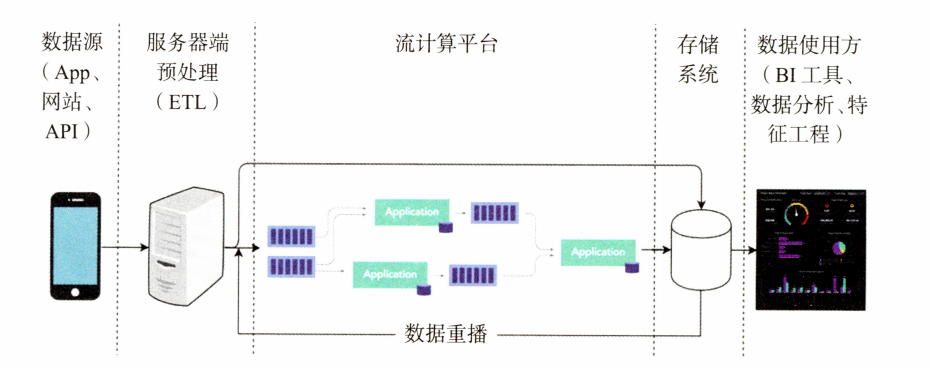 数据源
（App、
网站、
API）
服务器端
预处理
（ETL）
流计算平台
存储
系统
数据使用方
（BI 工具、
数据分析、特
征工程）
Application
Application
Application
数据重播